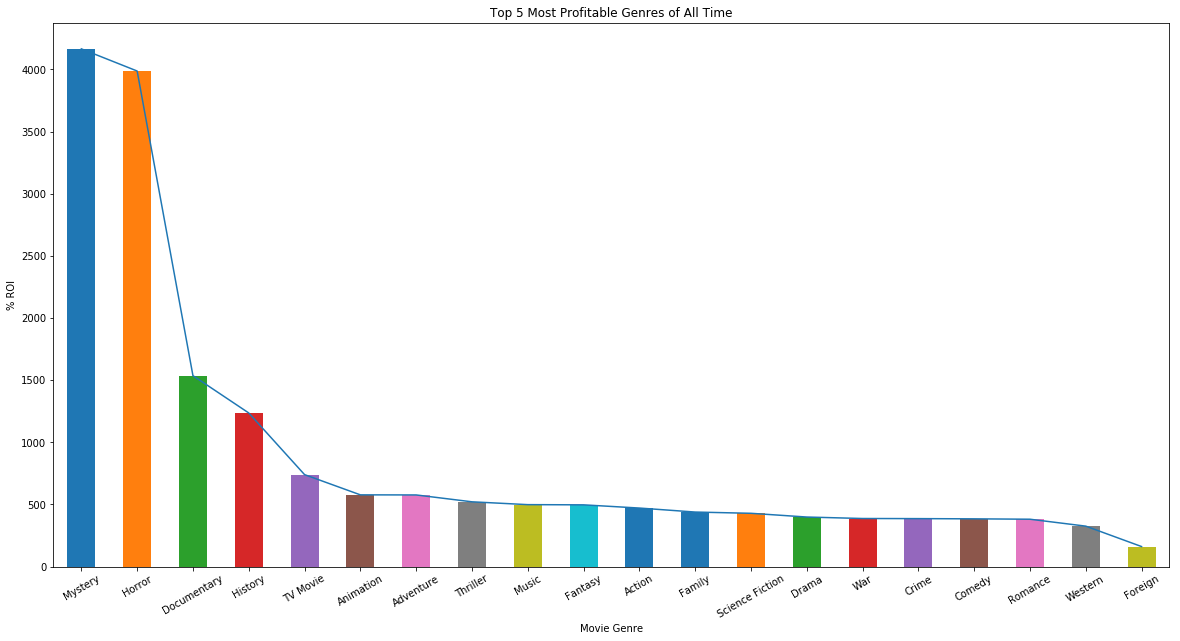 Top 5 Most Profitable Genres of All Time
% ROI
4000
3500
3000
2500
2000
1500
1000
500
0
Mystery
Horror
Documentary
History
TV Movie
Animation
Adventure
Thriller
Music
Fantasy
Action
Family
Science Fiction
Drama
War
Crime
Comedy
Romance
Western
Foreign
Movie Genre